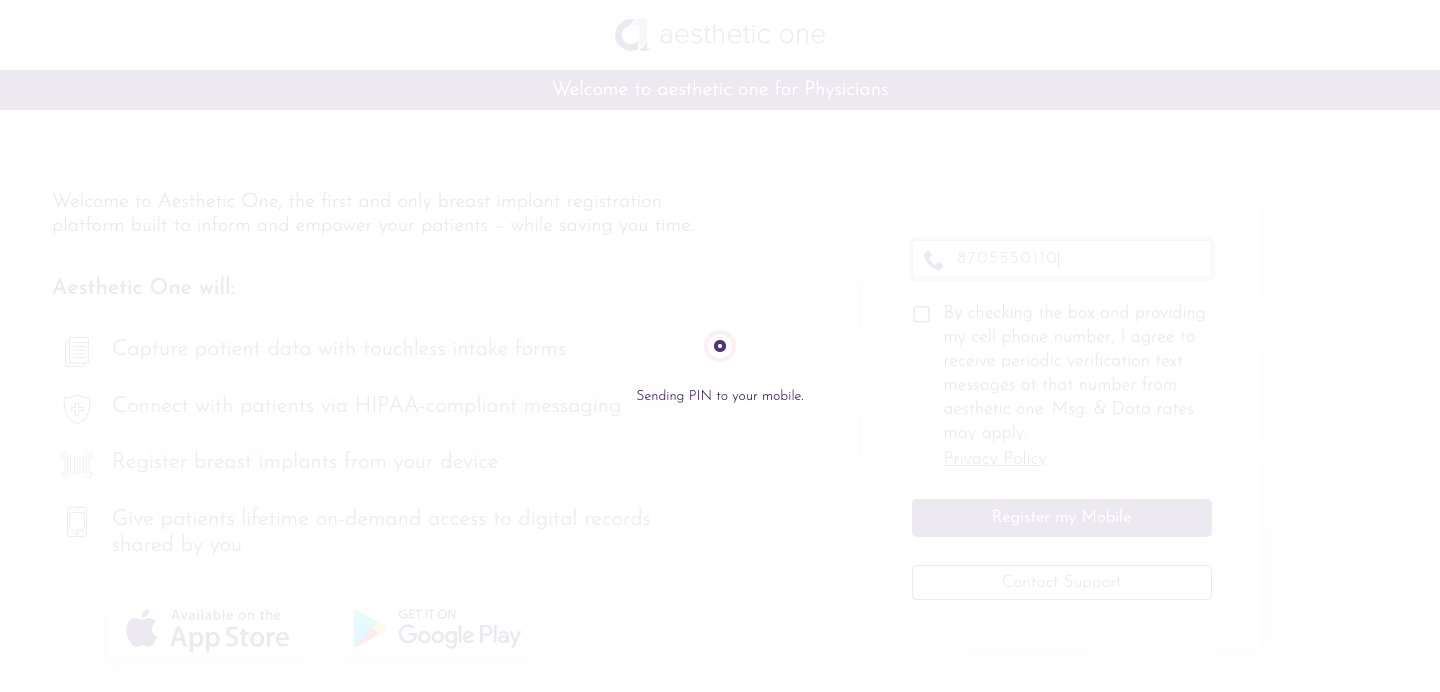 aesthetic one
Welcome to aesthetic one for Physicians
Welcome to Aesthetic One, the first and only breast implant registration
platform built to inform and empower your patients - while saving you time.
Aesthetic One will:
Capture patient data with touchless intake forms
Connect with patients via HIPAA-compliant messaging
Register breast implants from your device
Give patients lifetime on-demand access to digital records
shared by you
Available on the
App Store
GET IT ON
Google Play
Sending PIN to your mobile.
8705550110
By checking the box and providing
my cell phone number, I agree to
receive periodic verification text
messages at that number from
aesthetic one. Msg. & Data rates
may apply.
Privacy Policy
Register my Mobile
Contact Support